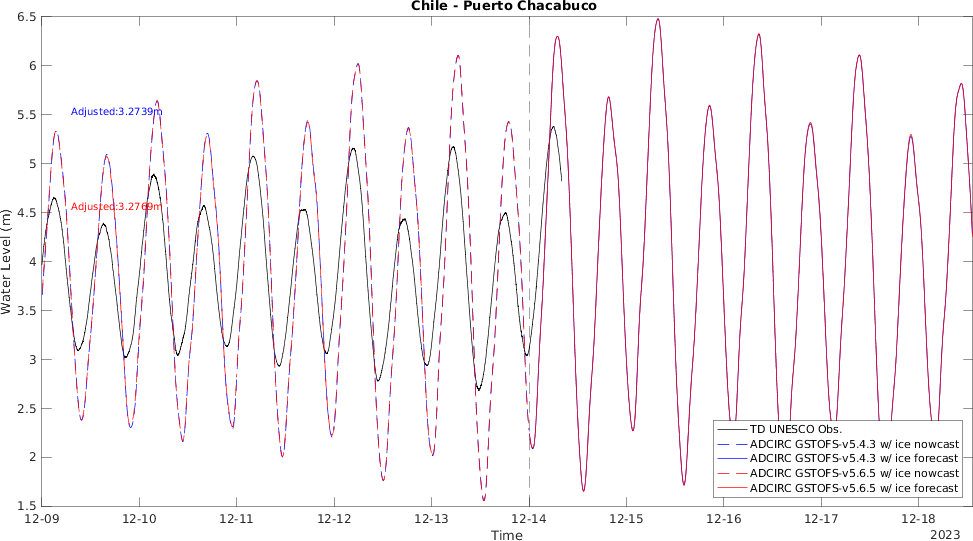 Chile - Puerto Chacabuco
6.5
6
5.5
5
4.5
4
3.5
3
2.5
2
1.5
Water Level (m)
Adjusted:3.2739m
Adjusted:3.2769m
TD UNESCO Obs.
ADCIRC GSTOFS-v5.4.3 w/ ice nowcast
ADCIRC GSTOFS-v5.4.3 w/ ice forecast
ADCIRC GSTOFS-v5.6.5 w/ ice nowcast
ADCIRC GSTOFS-v5.6.5 w/ ice forecast
12-09 12-10 12-11 12-12 12-13 12-14 12-15 12-16 12-17 12-18
Time
2023